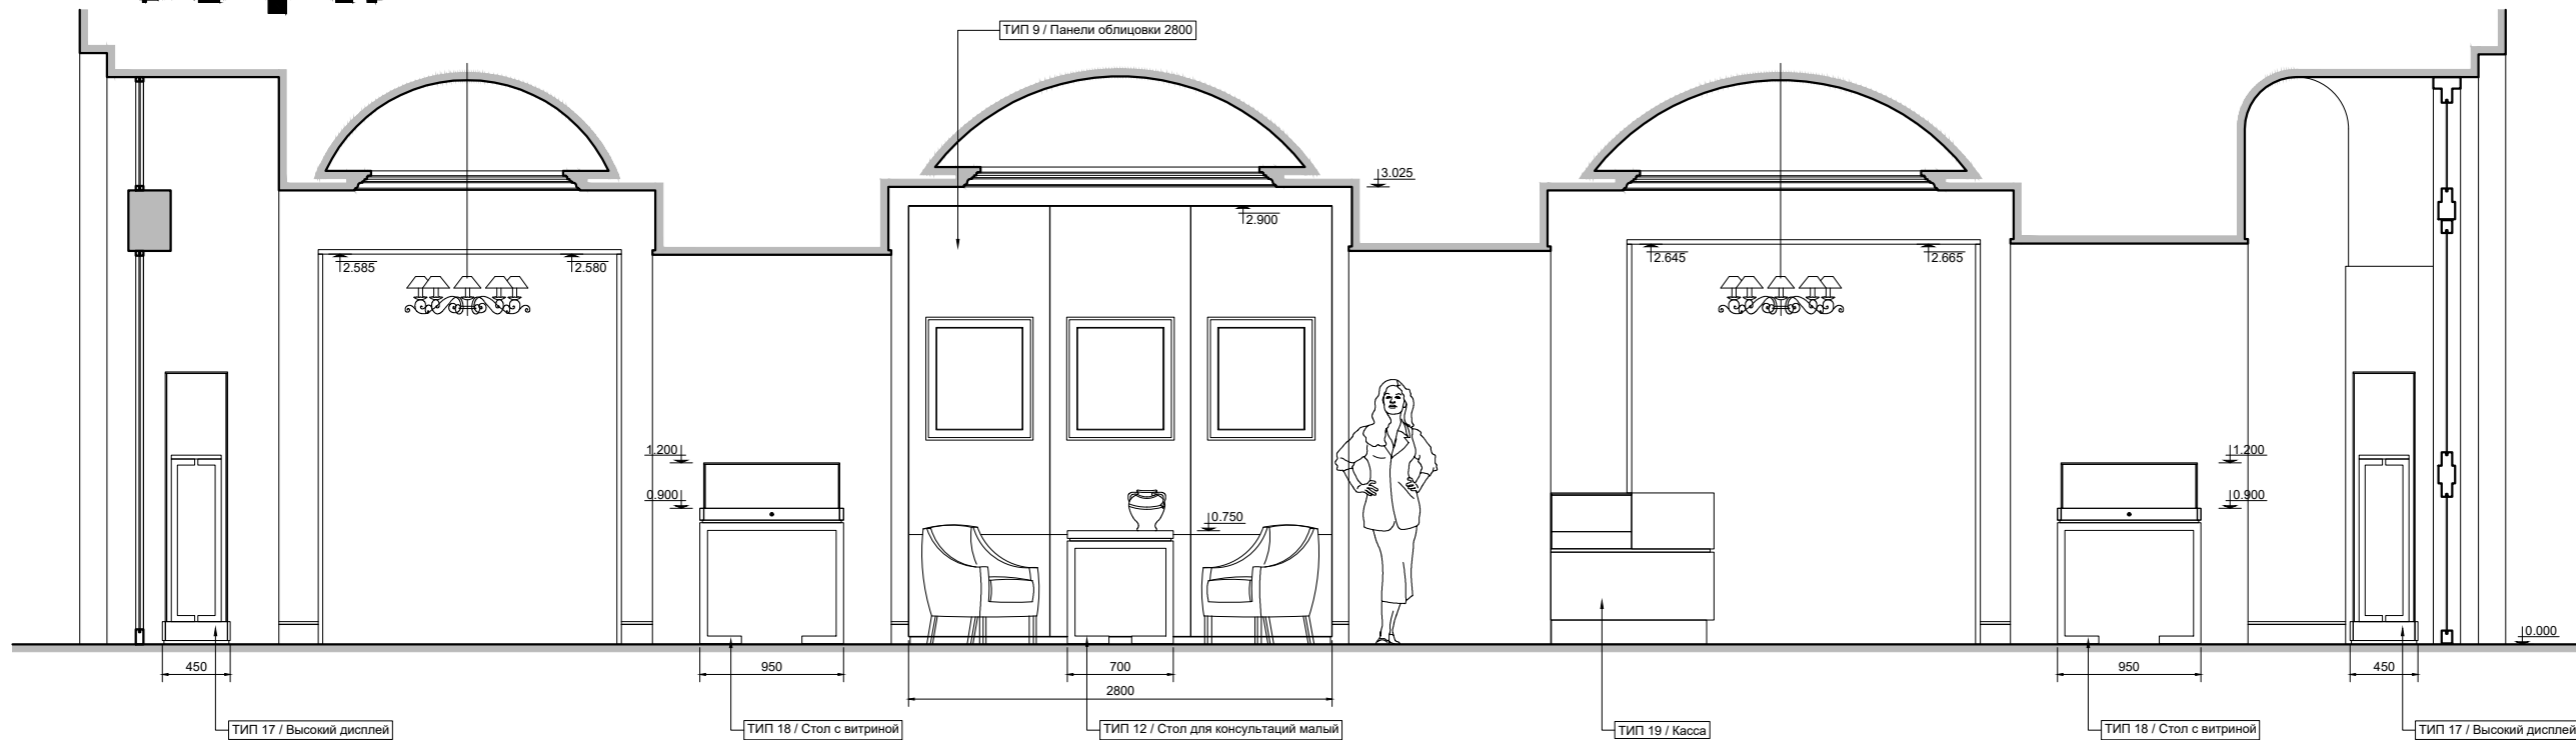 ТИП 9 / Панели облицовки 2800
3.025
2.900
2.585
2.580
2.645
2.665
1.200
0.900
0.750
1.200
0.900
0.000
450
950
700
950
450
2800
ТИП 17 / Высокий дисплей
ТИП 18 / Стол с витриной
ТИП 12 / Стол для консультаций малый
ТИП 19 / Касса
ТИП 18 / Стол с витриной
ТИП 17 / Высокий дисплей